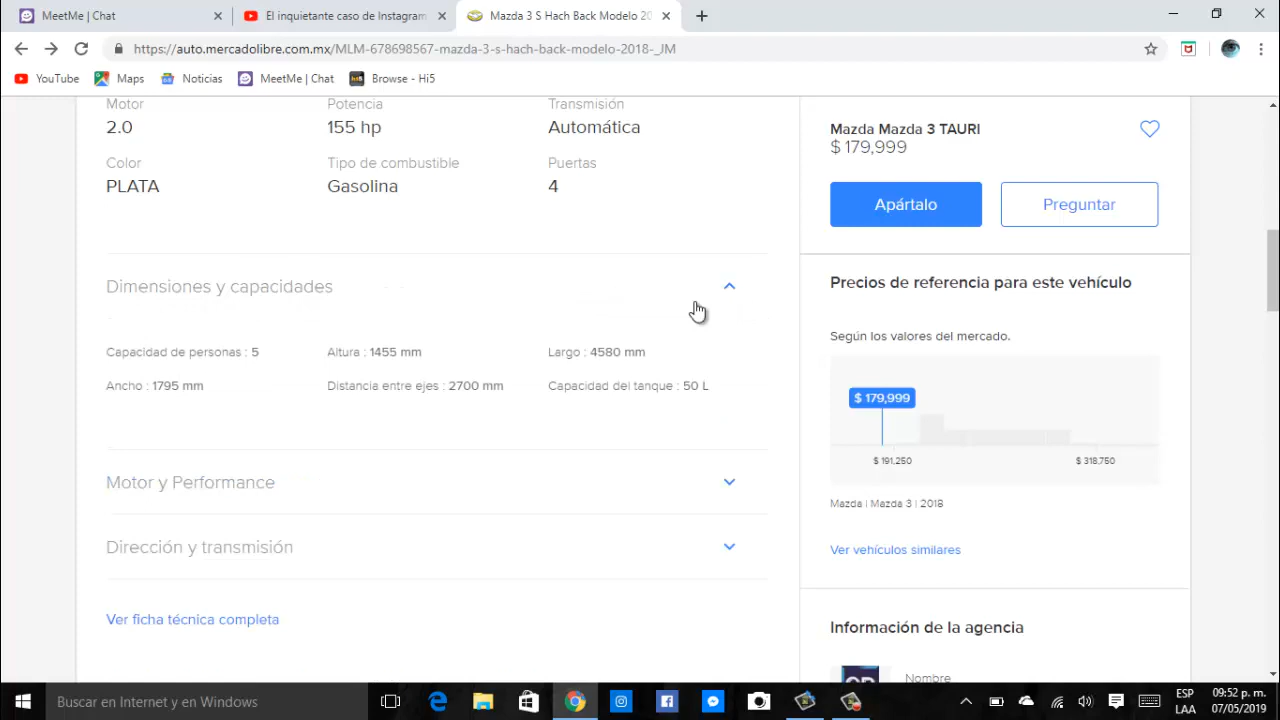 MeetMe | Chat
El inquietante caso de Instagram
Mazda 3 S Hach Back Modelo 20
https://auto.mercadolibre.com.mx/MLM-678698567-mazda-3-s-hach-back-modelo-2018-_JM
YouTube
Maps
Noticias
MeetMe | Chat
Browse - Hi5
Motor
Potencia
Transmisión
2.0
155 hp
Automática
Color
Tipo de combustible
Puertas
PLATA
Gasolina
4
Dimensiones y capacidades
Capacidad de personas : 5
Altura : 1455 mm
Largo : 4580 mm
Ancho : 1795 mm
Distancia entre ejes : 2700 mm
Capacidad del tanque : 50 L
Motor y Performance
Dirección y transmisión
Ver ficha técnica completa
Mazda Mazda 3 TAURI
$ 179,999
Apártalo
Preguntar
Precios de referencia para este vehículo
Según los valores del mercado.
$ 179,999
$ 191,250
$ 318,750
Mazda | Mazda 3 | 2018
Ver vehículos similares
Información de la agencia
Nombre
Buscar en Internet y en Windows
ESP
LAA
09:52 p. m.
07/05/2019